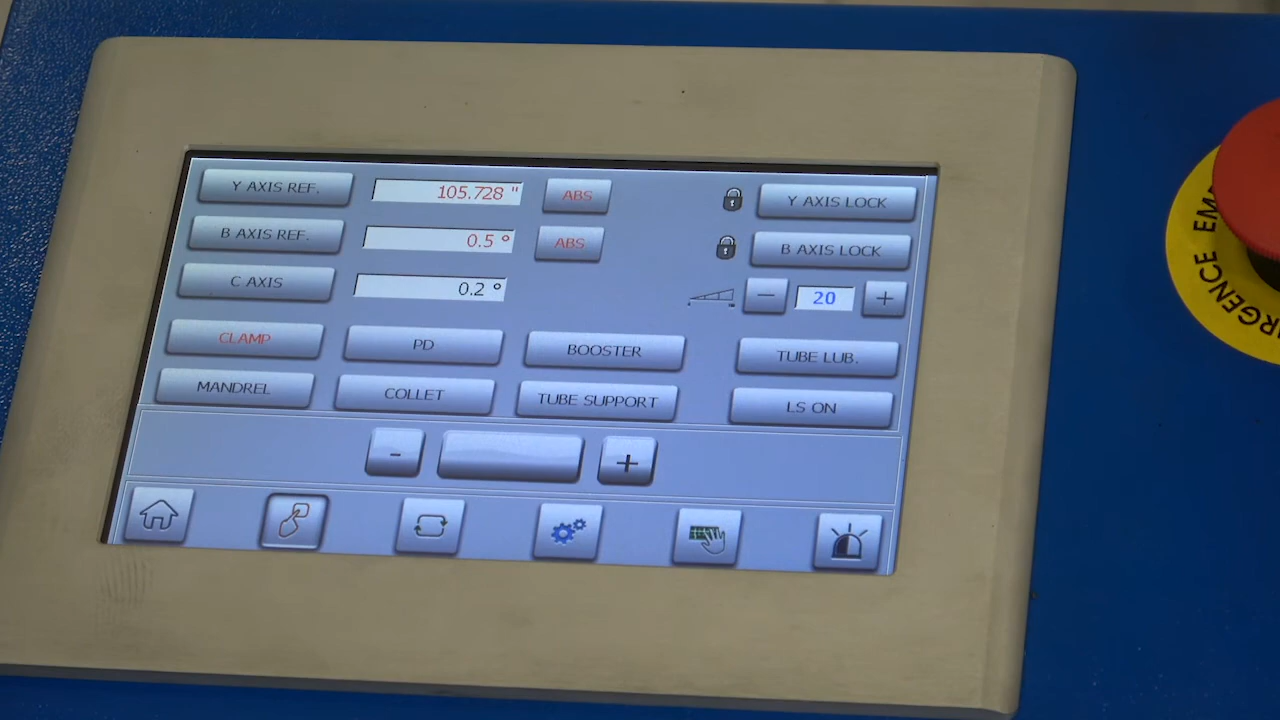 Y AXIS REF. 105.728 " ABS Y AXIS LOCK
B AXIS REF. 0.5 ° ABS B AXIS LOCK
C AXIS 0.2 ° − 20 +
CLAMP PD BOOSTER TUBE LUB.
MANDREL COLLET TUBE SUPPORT LS ON
- +